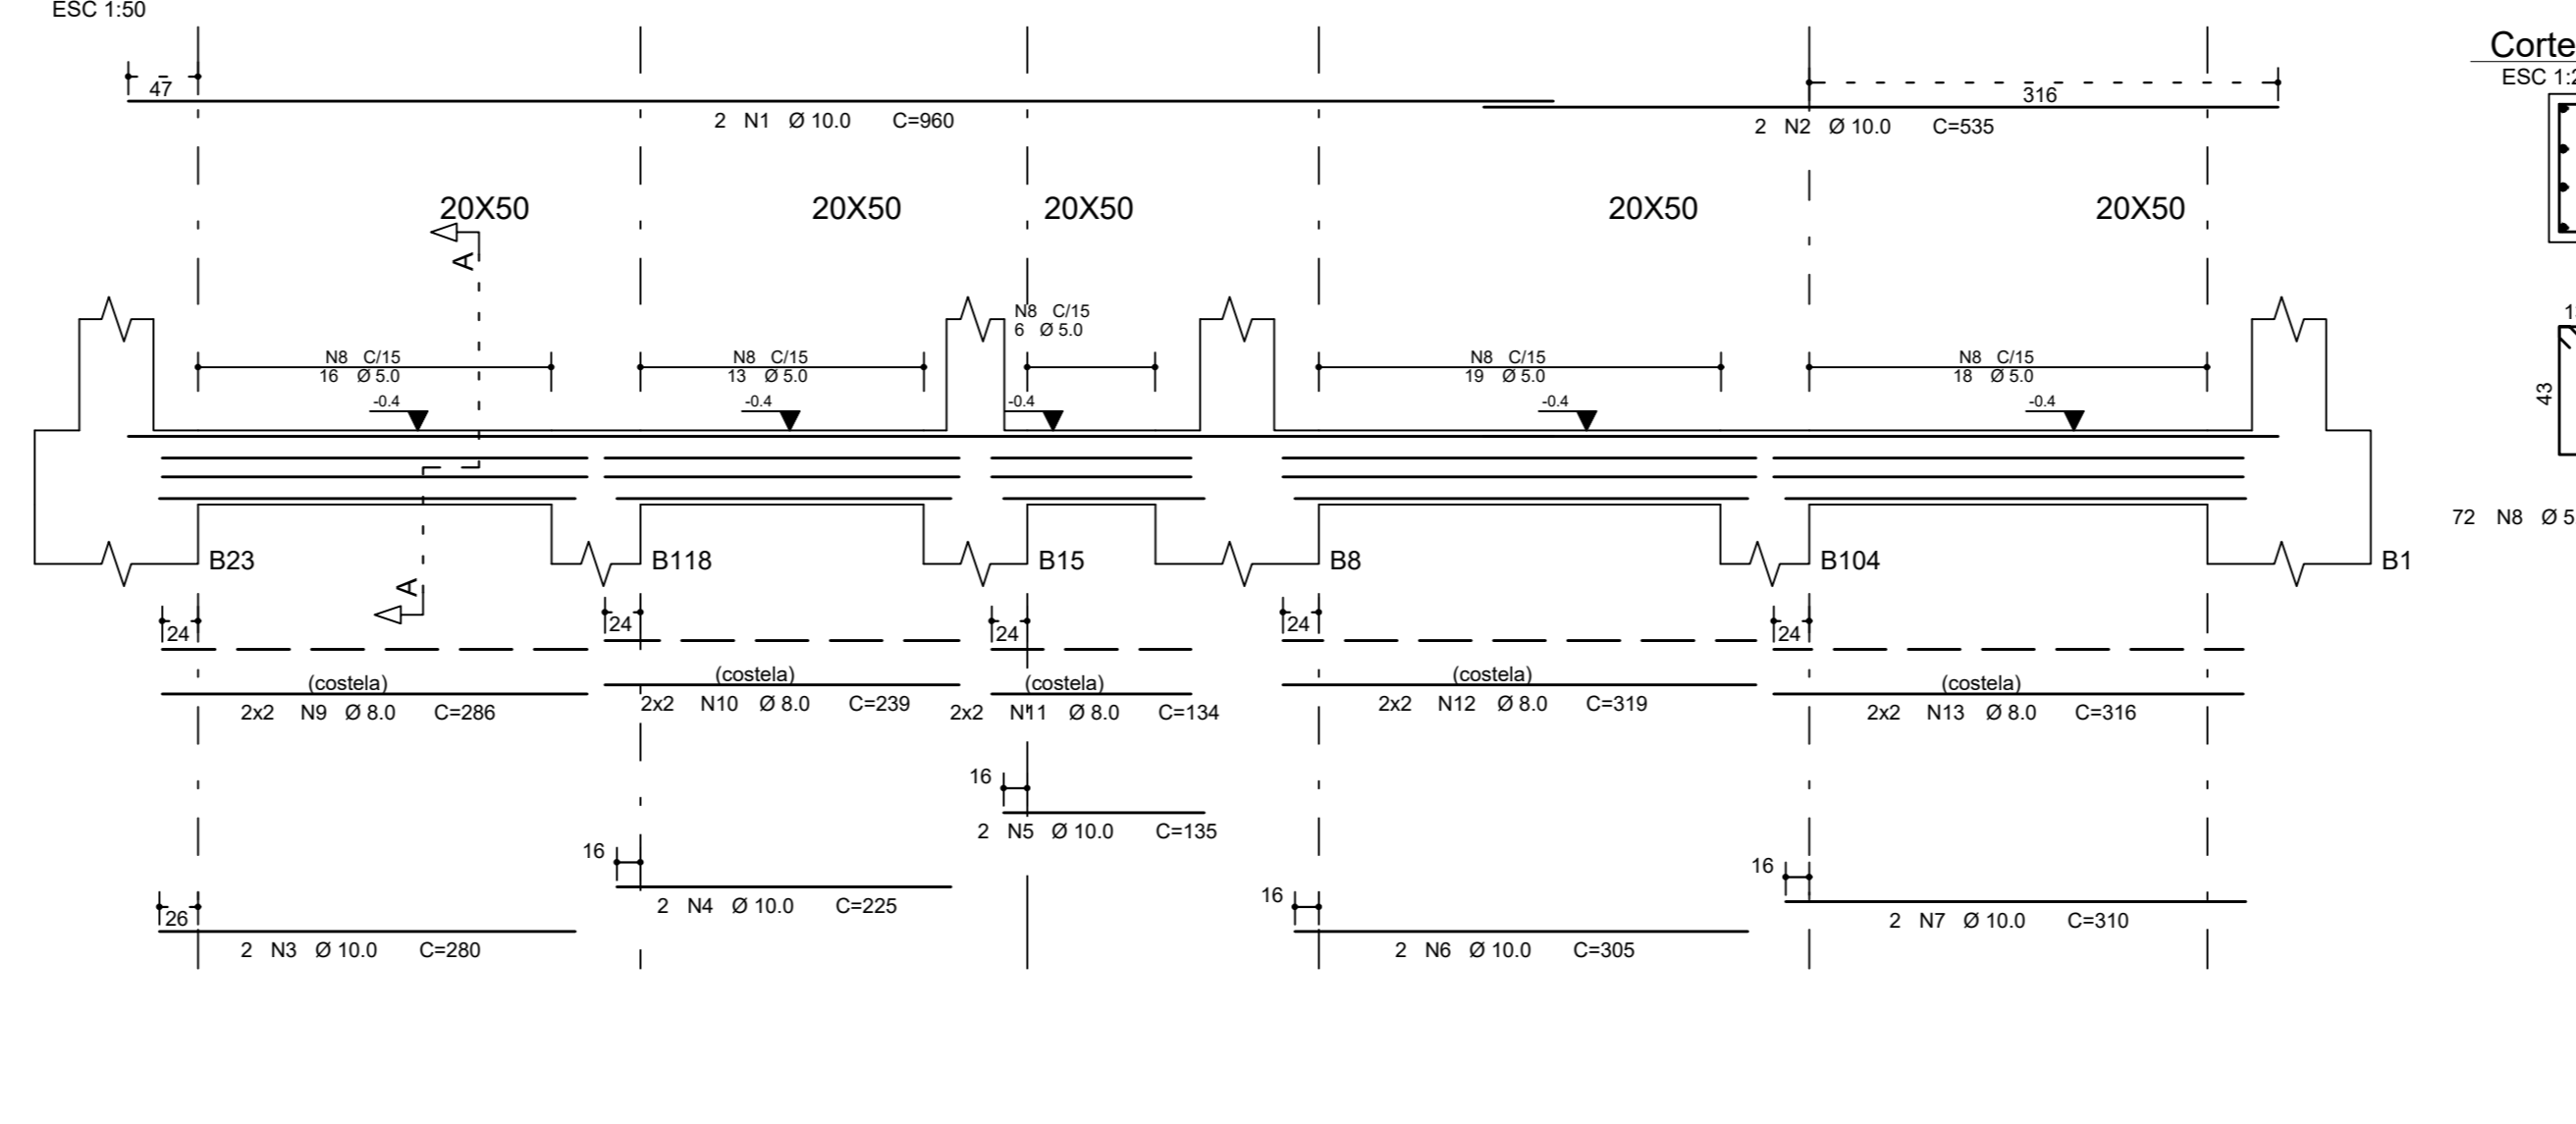 ESC 1:50
Corte
ESC 1:2
47
316
2 N1 Ø 10.0 C=960
2 N2 Ø 10.0 C=535
20X50 20X50 20X50 20X50 20X50
A
N8 C/15
6 Ø 5.0
N8 C/15
16 Ø 5.0
N8 C/15
13 Ø 5.0
N8 C/15
19 Ø 5.0
N8 C/15
18 Ø 5.0
-0.4 -0.4 -0.4 -0.4 -0.4
43
72 N8 Ø 5
B23 B118 B15 B8 B104 B1
A
24 24 24 24 24
(costela)
2x2 N9 Ø 8.0 C=286
(costela)
2x2 N10 Ø 8.0 C=239
(costela)
2x2 N11 Ø 8.0 C=134
(costela)
2x2 N12 Ø 8.0 C=319
(costela)
2x2 N13 Ø 8.0 C=316
16
2 N5 Ø 10.0 C=135
16
2 N4 Ø 10.0 C=225
16
2 N7 Ø 10.0 C=310
26
2 N3 Ø 10.0 C=280
16
2 N6 Ø 10.0 C=305